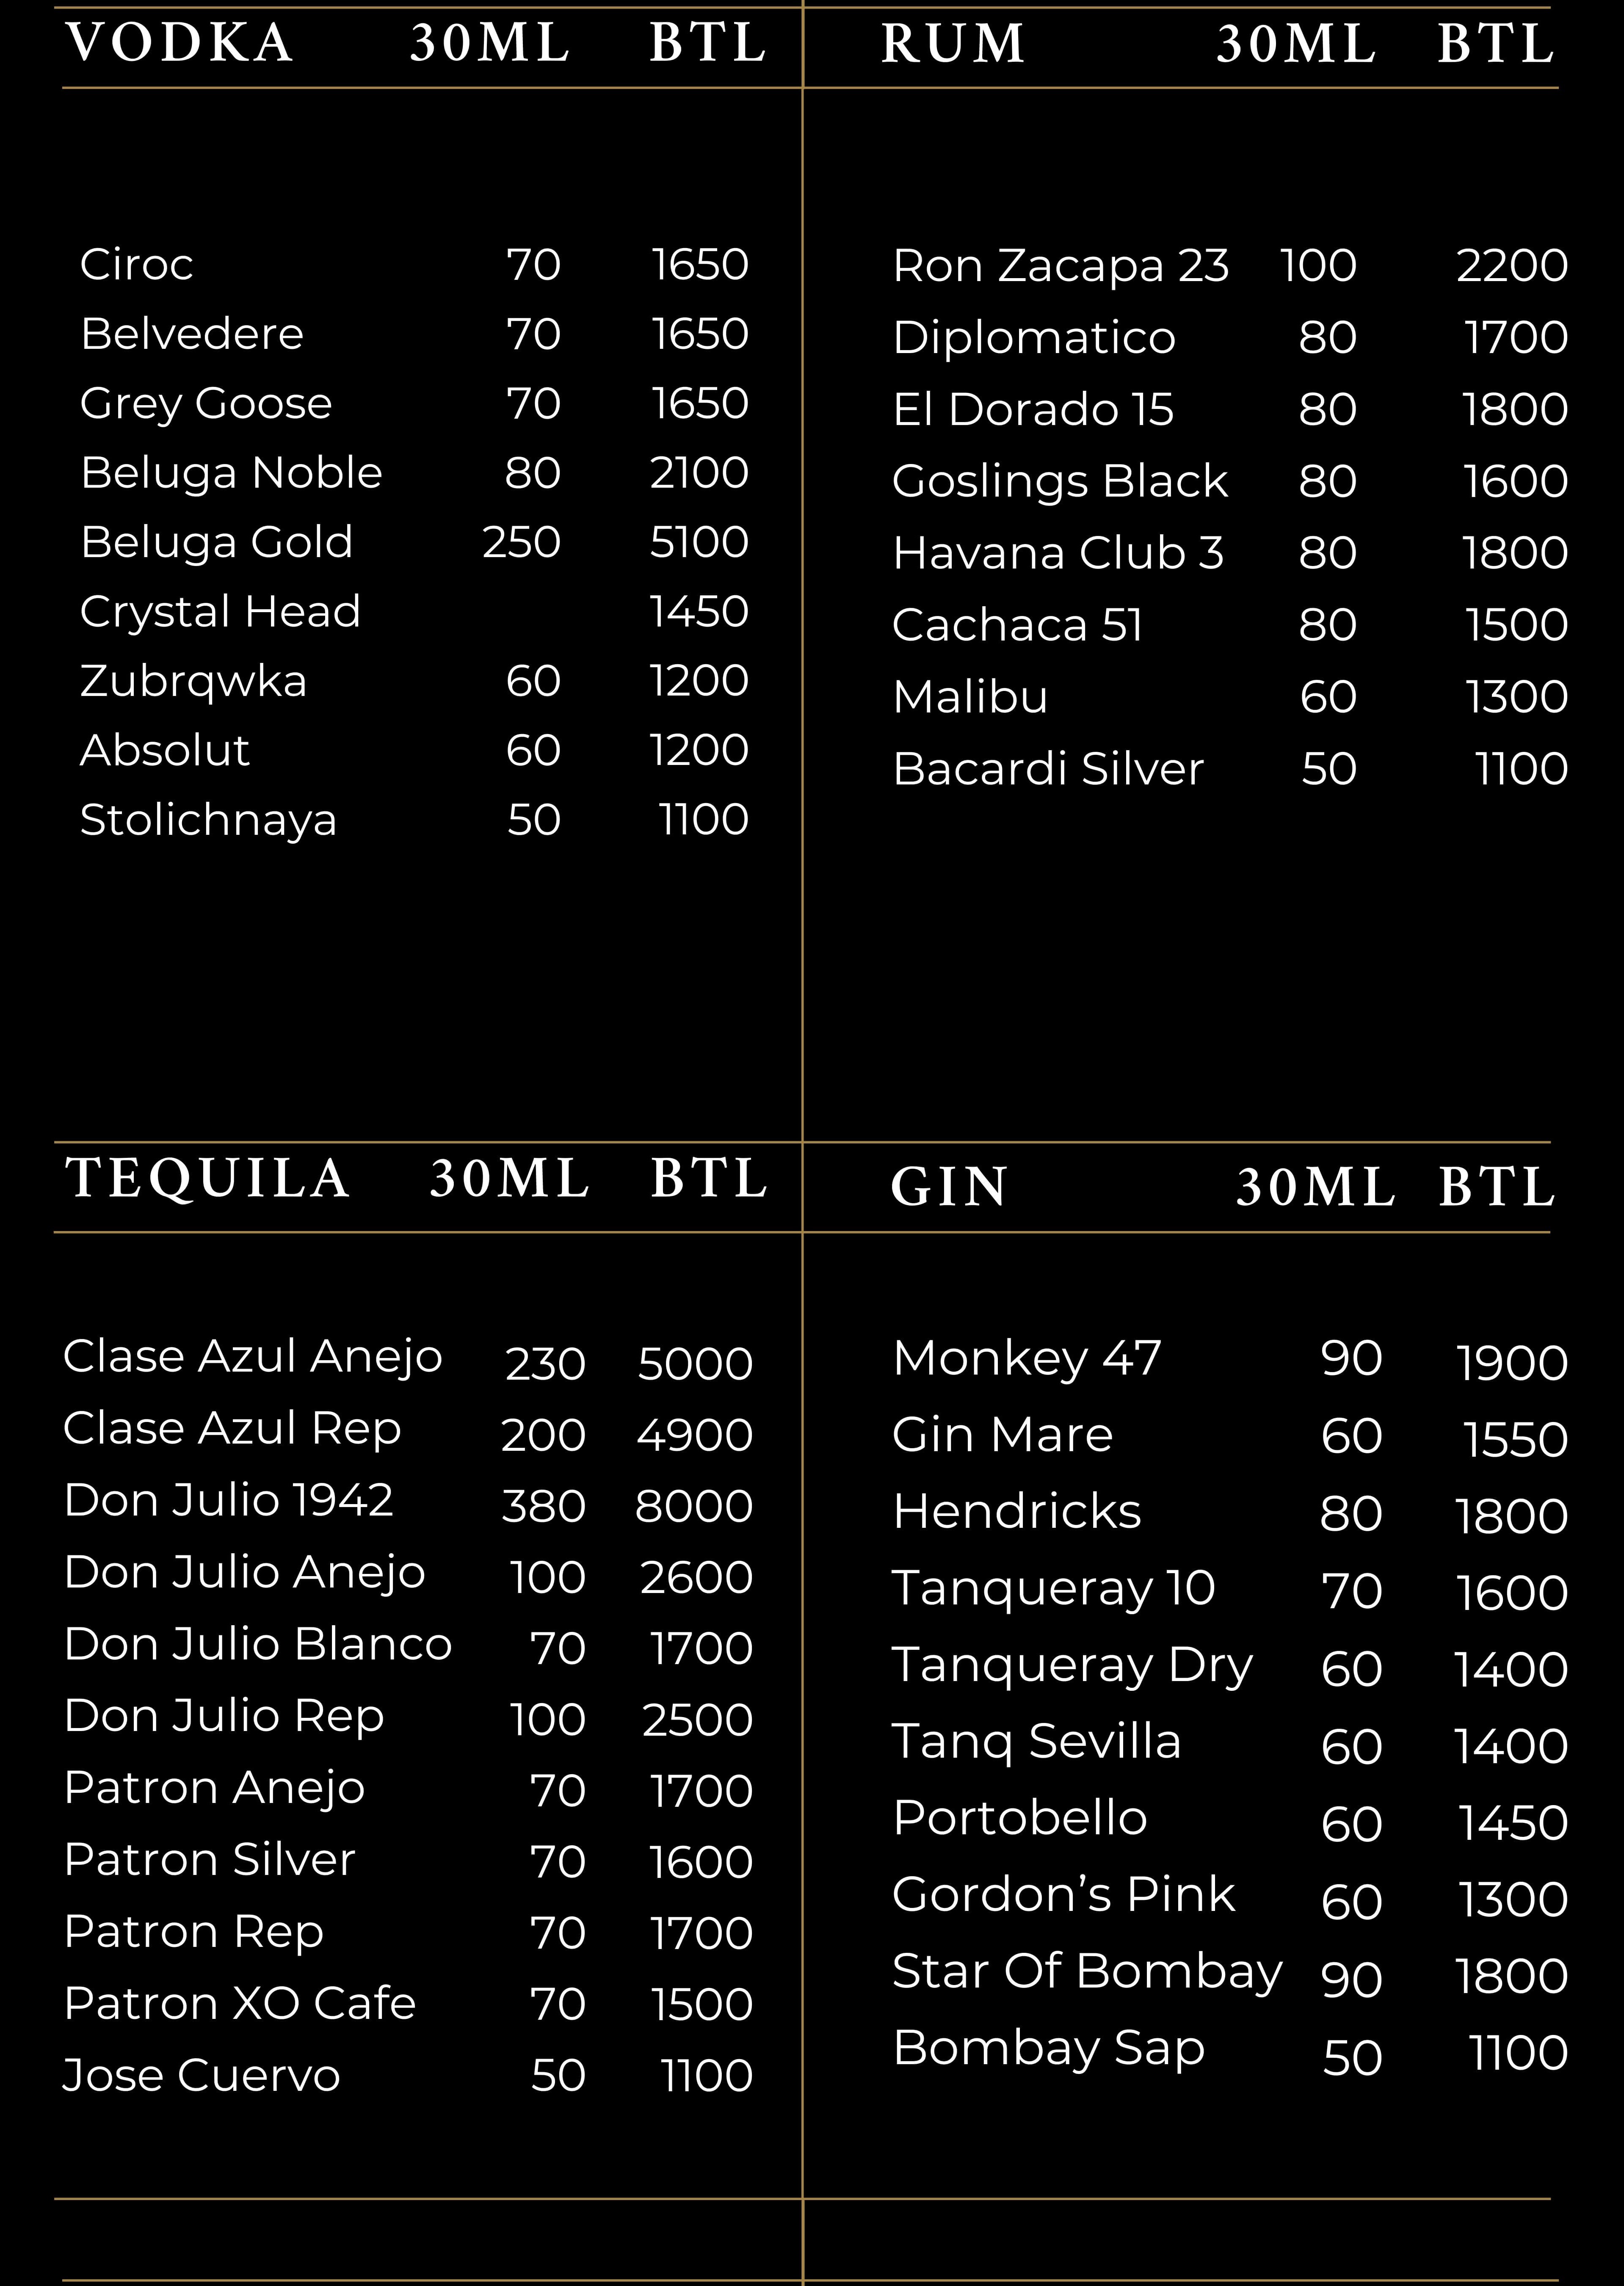 VODKA 30ML BTL
Ciroc 70 1650
Belvedere 70 1650
Grey Goose 70 1650
Beluga Noble 80 2100
Beluga Gold 250 5100
Crystal Head 1450
Zubrqwka 60 1200
Absolut 60 1200
Stolichnaya 50 1100
RUM 30ML BTL
Ron Zacapa 23 100 2200
Diplomatico 80 1700
El Dorado 15 80 1800
Goslings Black 80 1600
Havana Club 3 80 1800
Cachaca 51 80 1500
Malibu 60 1300
Bacardi Silver 50 1100
TEQUILA 30ML BTL
Clase Azul Anejo 230 5000
Clase Azul Rep 200 4900
Don Julio 1942 380 8000
Don Julio Anejo 100 2600
Don Julio Blanco 70 1700
Don Julio Rep 100 2500
Patron Anejo 70 1700
Patron Silver 70 1600
Patron Rep 70 1700
Patron XO Cafe 70 1500
Jose Cuervo 50 1100
GIN 30ML BTL
Monkey 47 90 1900
Gin Mare 60 1550
Hendricks 80 1800
Tanqueray 10 70 1600
Tanqueray Dry 60 1400
Tanq Sevilla 60 1400
Portobello 60 1450
Gordon’s Pink 60 1300
Star Of Bombay 90 1800
Bombay Sap 50 1100